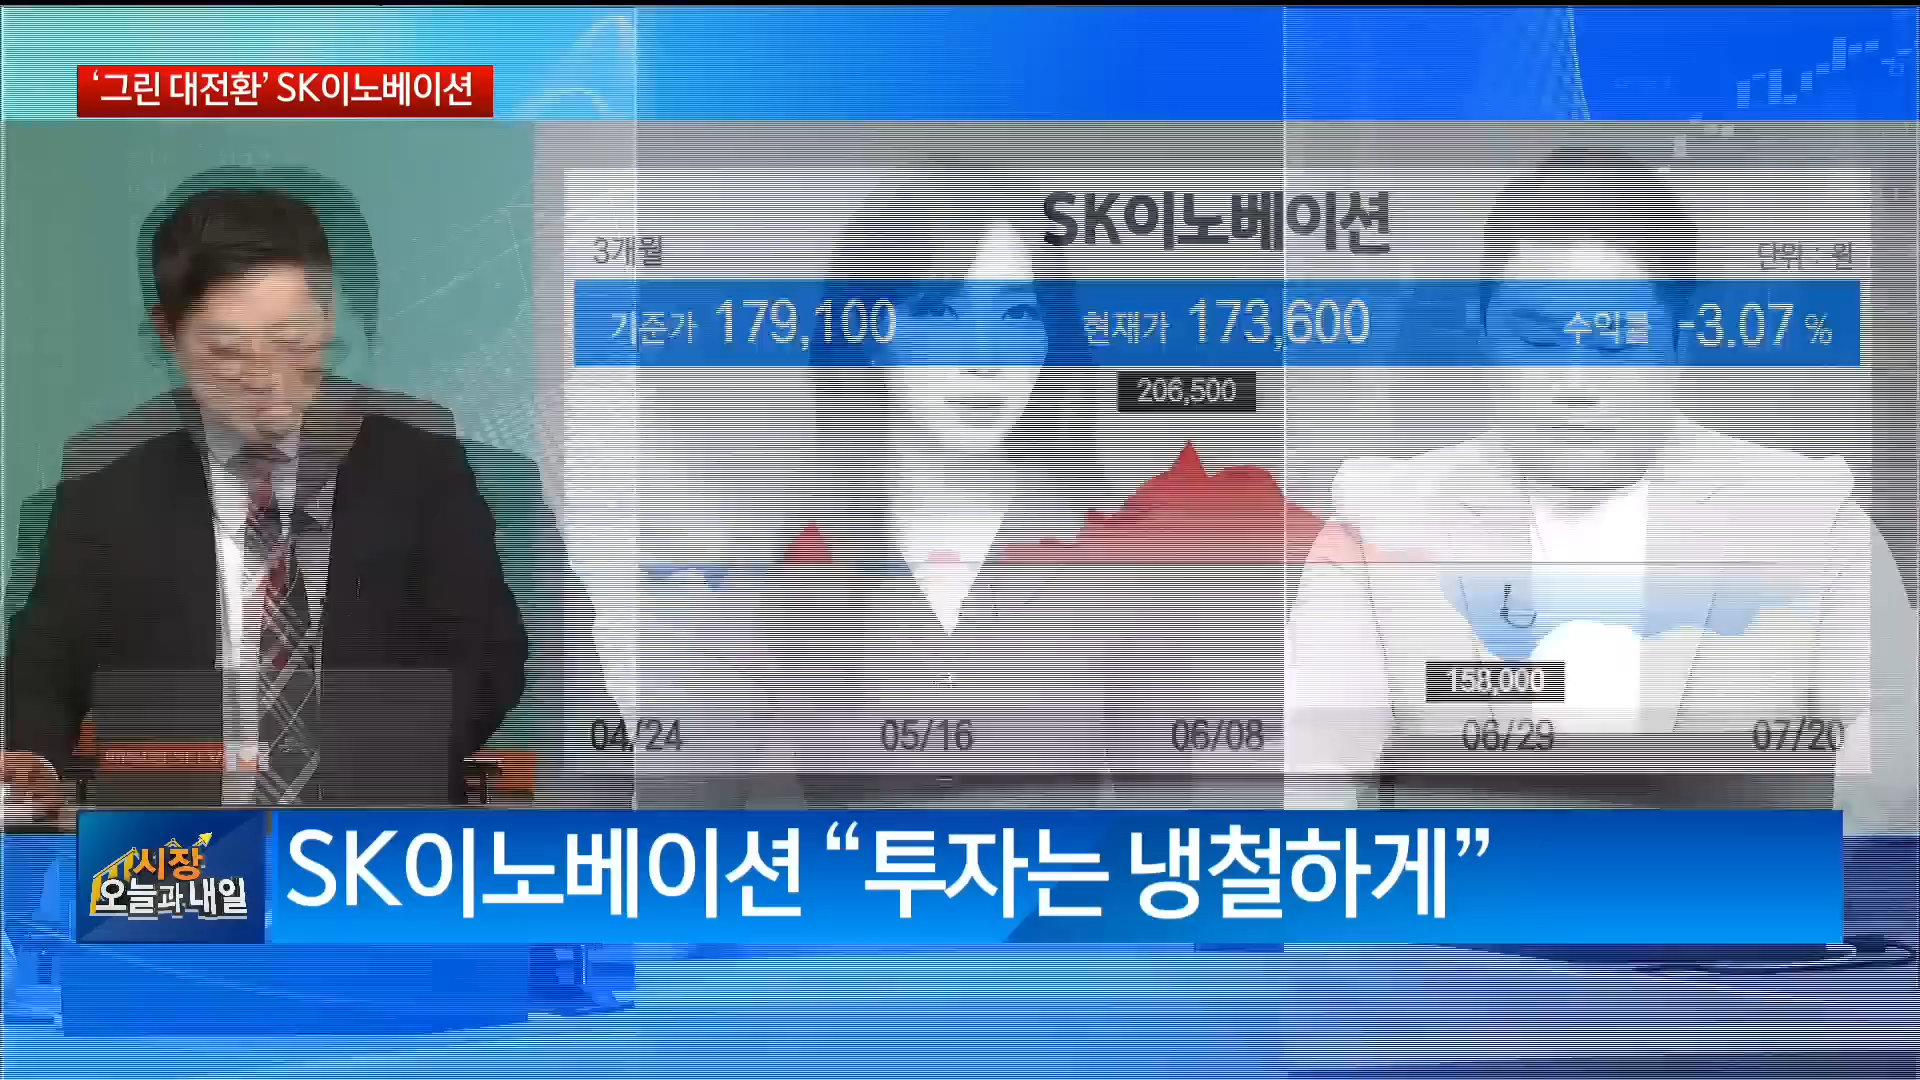 ‘그린 대전환’ SK이노베이션
SK이노베이션
3개월
단위 : 원
기준가 179,100 현재가 173,600 수익률 -3.07 %
206,500
158,000
04/24 05/16 06/08 06/29 07/20
시장
오늘과 내일
SK이노베이션 “투자는 냉철하게”